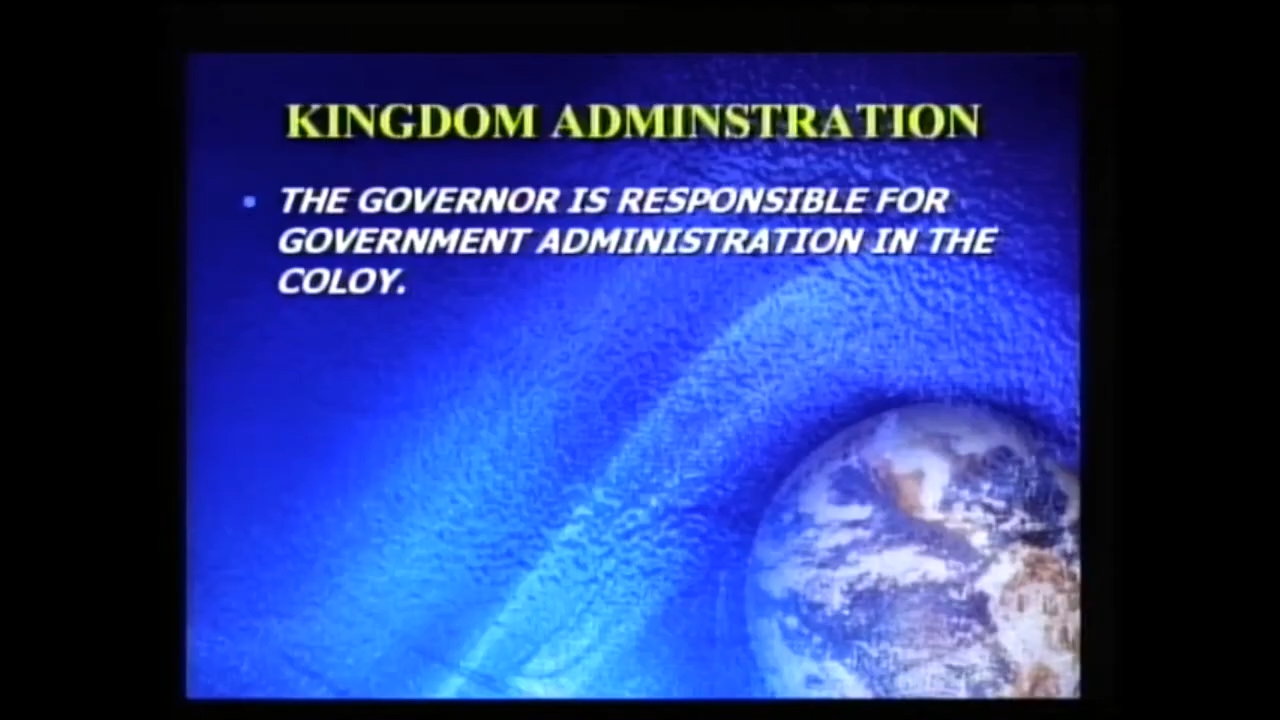 KINGDOM ADMINSTRATION
• THE GOVERNOR IS RESPONSIBLE FOR
GOVERNMENT ADMINISTRATION IN THE
COLOY.